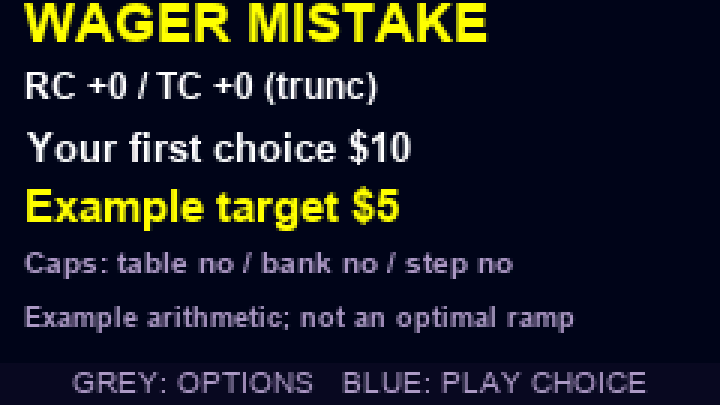 WAGER MISTAKE
RC +0 / TC +0 (trunc)
Your first choice $10
Example target $5
Caps: table no / bank no / step no
Example arithmetic; not an optimal ramp
GREY: OPTIONS BLUE: PLAY CHOICE